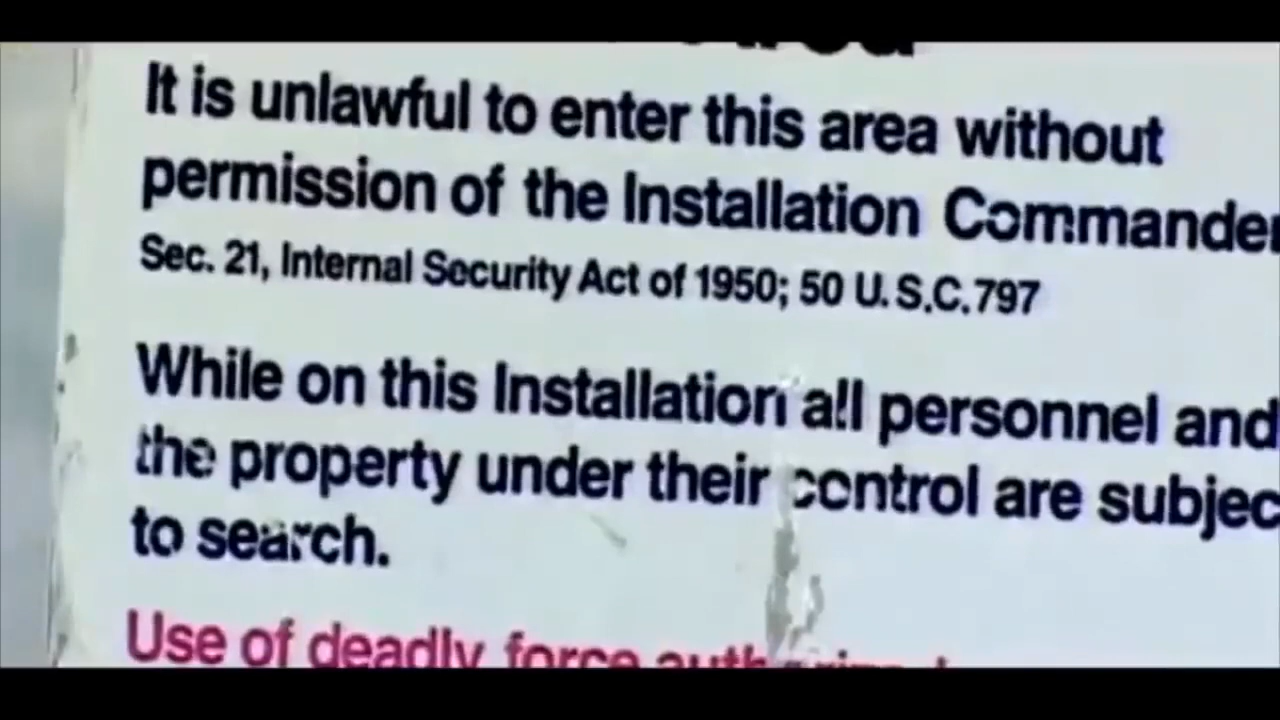 It is unlawful to enter this area without
permission of the Installation Commander
Sec. 21, Internal Security Act of 1950; 50 U.S.C. 797
While on this Installation all personnel and
the property under their control are subjec
to search.
Use of deadly force authorized